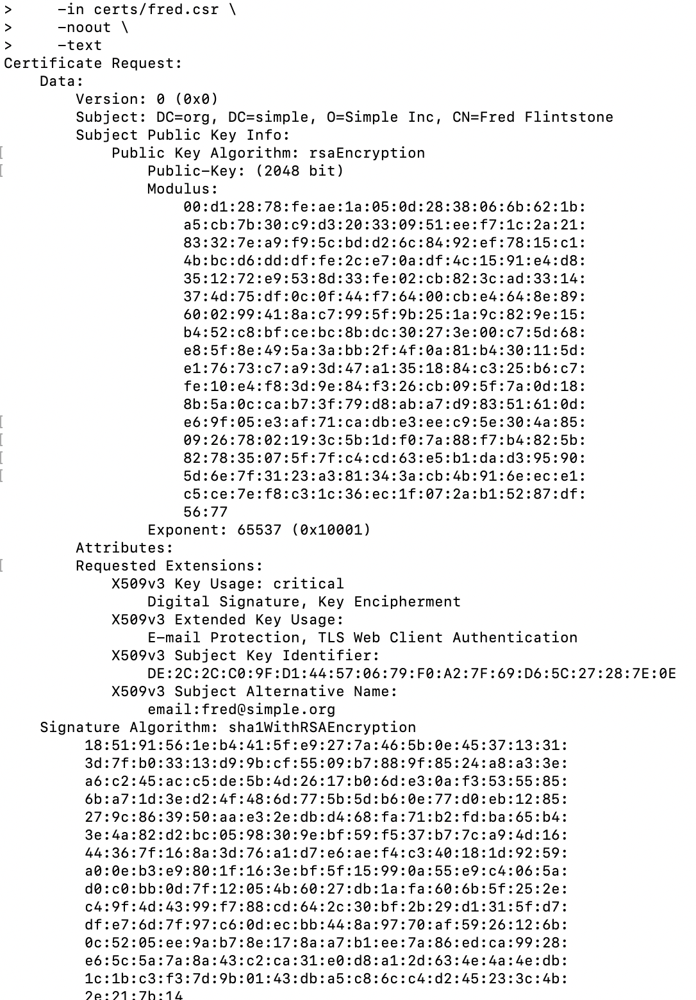 >     -in certs/fred.csr \
>     -noout \
>     -text
Certificate Request:
    Data:
        Version: 0 (0x0)
        Subject: DC=org, DC=simple, O=Simple Inc, CN=Fred Flintstone
        Subject Public Key Info:
            Public Key Algorithm: rsaEncryption
                Public-Key: (2048 bit)
                Modulus:
                    00:d1:28:78:fe:ae:1a:05:0d:28:38:06:6b:62:1b:
                    a5:cb:7b:30:c9:d3:20:33:09:51:ee:f7:1c:2a:21:
                    83:32:7e:a9:f9:5c:bd:d2:6c:84:92:ef:78:15:c1:
                    4b:bc:d6:dd:df:fe:2c:e7:0a:df:4c:15:91:e4:d8:
                    35:12:72:e9:53:8d:33:fe:02:cb:82:3c:ad:33:14:
                    37:4d:75:df:0c:0f:44:f7:64:00:cb:e4:64:8e:89:
                    60:02:99:41:8a:c7:99:5f:9b:25:1a:9c:82:9e:15:
                    b4:52:c8:bf:ce:bc:8b:dc:30:27:3e:00:c7:5d:68:
                    e8:5f:8e:49:5a:3a:bb:2f:4f:0a:81:b4:30:11:5d:
                    e1:76:73:c7:a9:3d:47:a1:35:18:84:c3:25:b6:c7:
                    fe:10:e4:f8:3d:9e:84:f3:26:cb:09:5f:7a:0d:18:
                    8b:5a:0c:ca:b7:3f:79:d8:ab:a7:d9:83:51:61:0d:
                    e6:9f:05:e3:af:71:ca:db:e3:ee:c9:5e:30:4a:85:
                    09:26:78:02:19:3c:5b:1d:f0:7a:88:f7:b4:82:5b:
                    82:78:35:07:5f:7f:c4:cd:63:e5:b1:da:d3:95:90:
                    5d:6e:7f:31:23:a3:81:34:3a:cb:4b:91:6e:ec:e1:
                    c5:ce:7e:f8:c3:1c:36:ec:1f:07:2a:b1:52:87:df:
                    56:77
                Exponent: 65537 (0x10001)
        Attributes:
        Requested Extensions:
            X509v3 Key Usage: critical
                Digital Signature, Key Encipherment
            X509v3 Extended Key Usage:
                E-mail Protection, TLS Web Client Authentication
            X509v3 Subject Key Identifier:
                DE:2C:2C:C0:9F:D1:44:57:06:79:F0:A2:7F:69:D6:5C:27:28:7E:0E
            X509v3 Subject Alternative Name:
                email:fred@simple.org
    Signature Algorithm: sha1WithRSAEncryption
         18:51:91:56:1e:b4:41:5f:e9:27:7a:46:5b:0e:45:37:13:31:
         3d:7f:b0:33:13:d9:9b:cf:55:09:b7:88:9f:85:24:a8:a3:3e:
         a6:c2:45:ac:c5:de:5b:4d:26:17:b0:6d:e3:0a:f3:53:55:85:
         6b:a7:1d:3e:d2:4f:48:6d:77:5b:5d:b6:0e:77:d0:eb:12:85:
         27:9c:86:39:50:aa:e3:2e:db:d4:68:fa:71:b2:fd:ba:65:b4:
         3e:4a:82:d2:bc:05:98:30:9e:bf:59:f5:37:b7:7c:a9:4d:16:
         44:36:7f:16:8a:3d:76:a1:d7:e6:ae:f4:c3:40:18:1d:92:59:
         a0:0e:b3:e9:80:1f:16:3e:bf:5f:15:99:0a:55:e9:c4:06:5a:
         d0:c0:bb:0d:7f:12:05:4b:60:27:db:1a:fa:60:6b:5f:25:2e:
         c4:9f:4d:43:99:f7:88:cd:64:2c:30:bf:2b:29:d1:31:5f:d7:
         df:e7:6d:7f:97:c6:0d:ec:bb:44:8a:97:70:af:59:26:12:6b:
         0c:52:05:ee:9a:b7:8e:17:8a:a7:b1:ee:7a:86:ed:ca:99:28:
         e6:5c:5a:7a:8a:43:c2:ca:31:e0:d8:a1:2d:63:4e:4a:4e:db:
         1c:1b:c3:f3:7d:9b:01:43:db:a5:c8:6c:c4:d2:45:23:3c:4b:
         2e:21:7b:14